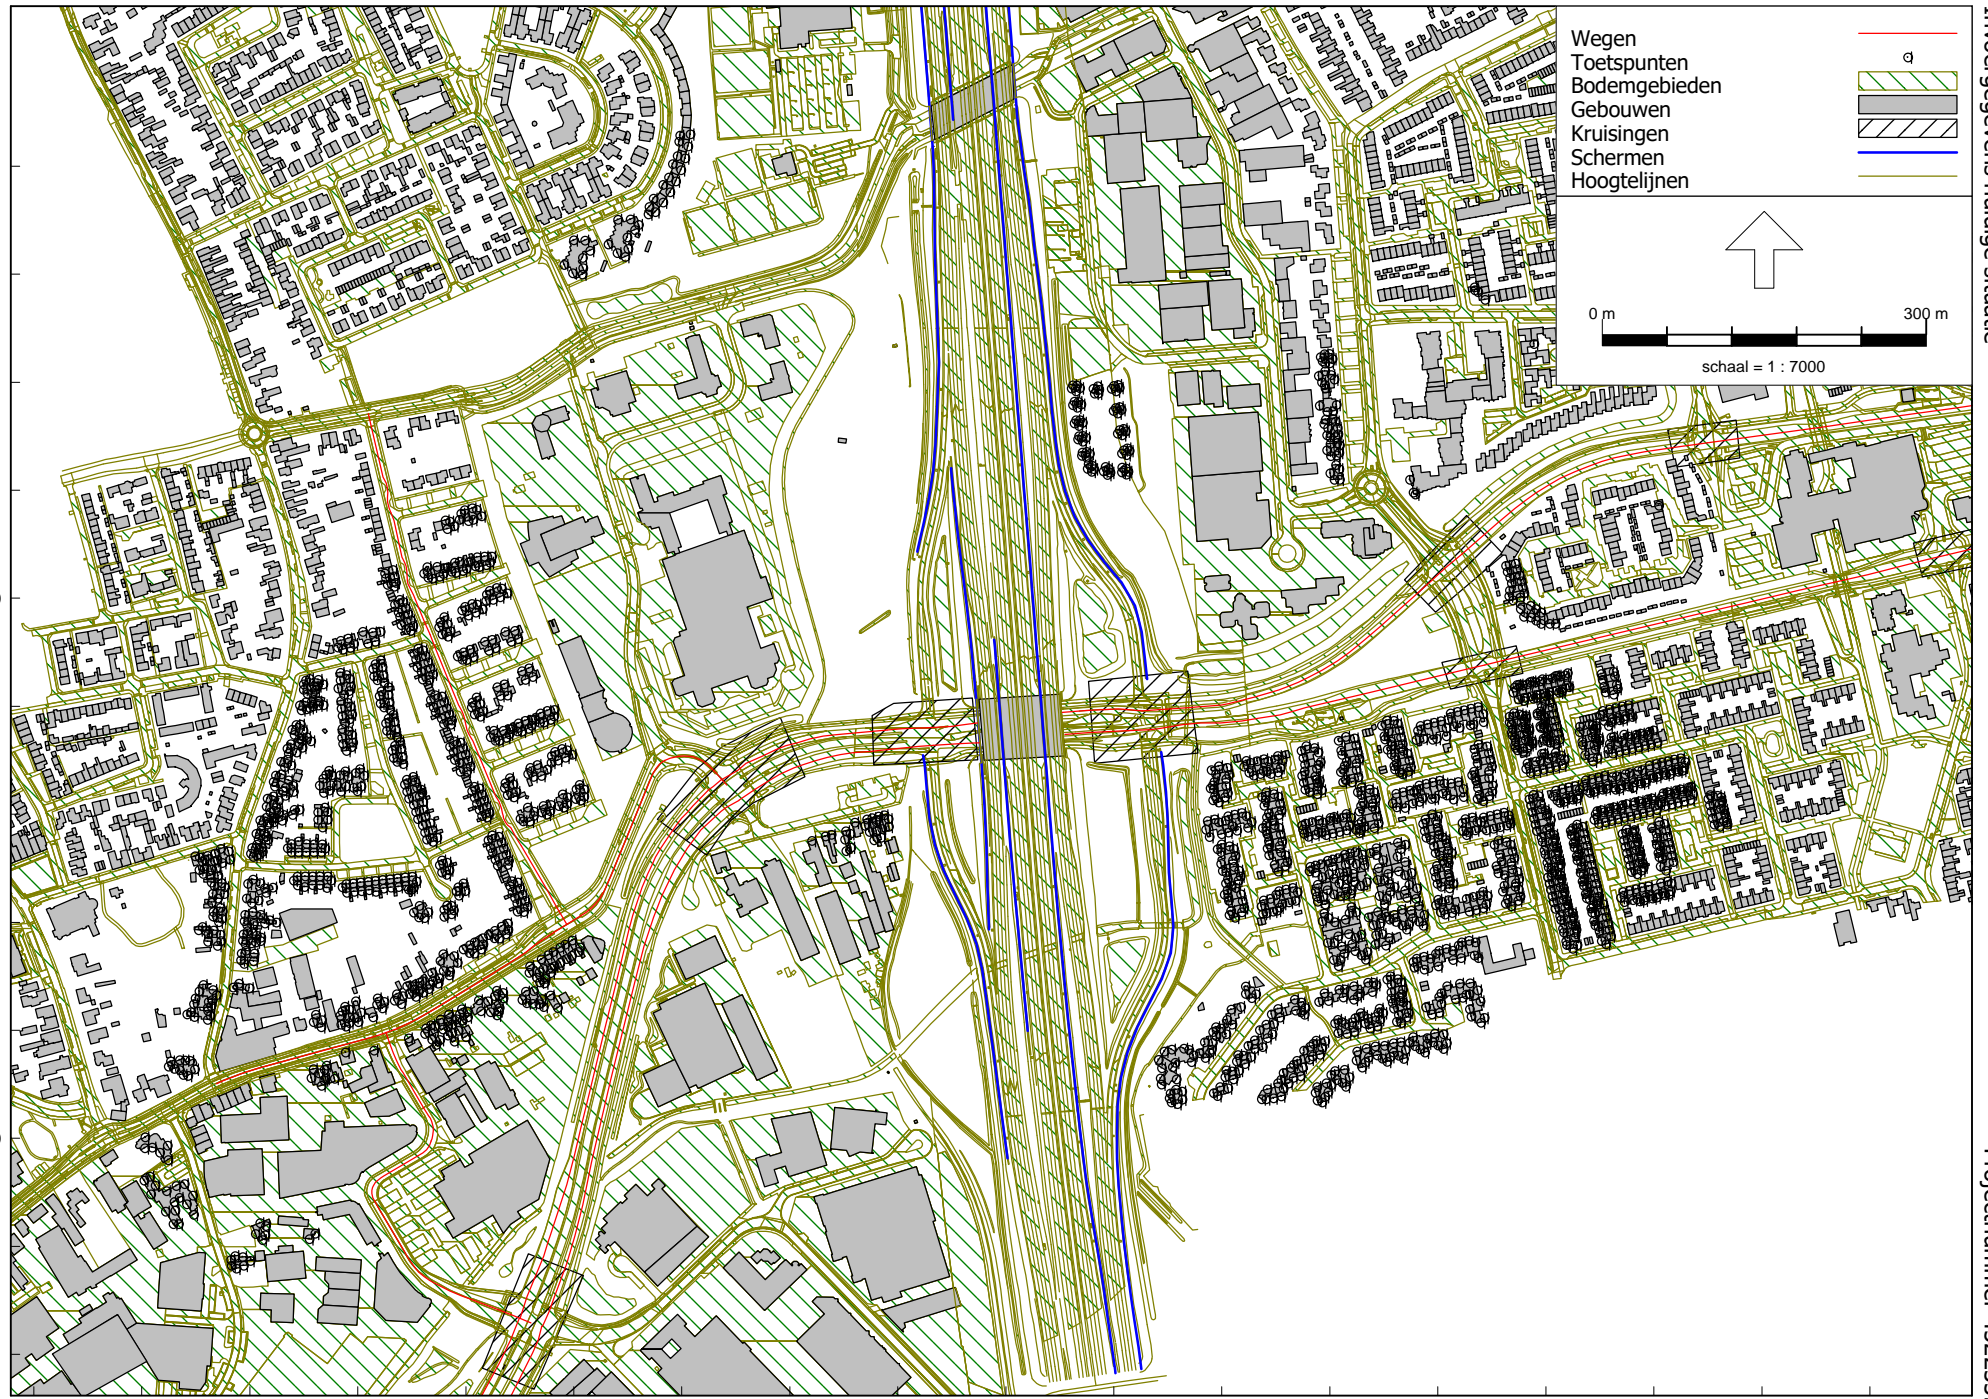 Wegen
Toetspunten
Bodemgebieden
Gebouwen
Kruisingen
Schermen
Hoogtelijnen
0 m
300 m
schaal = 1 : 7000